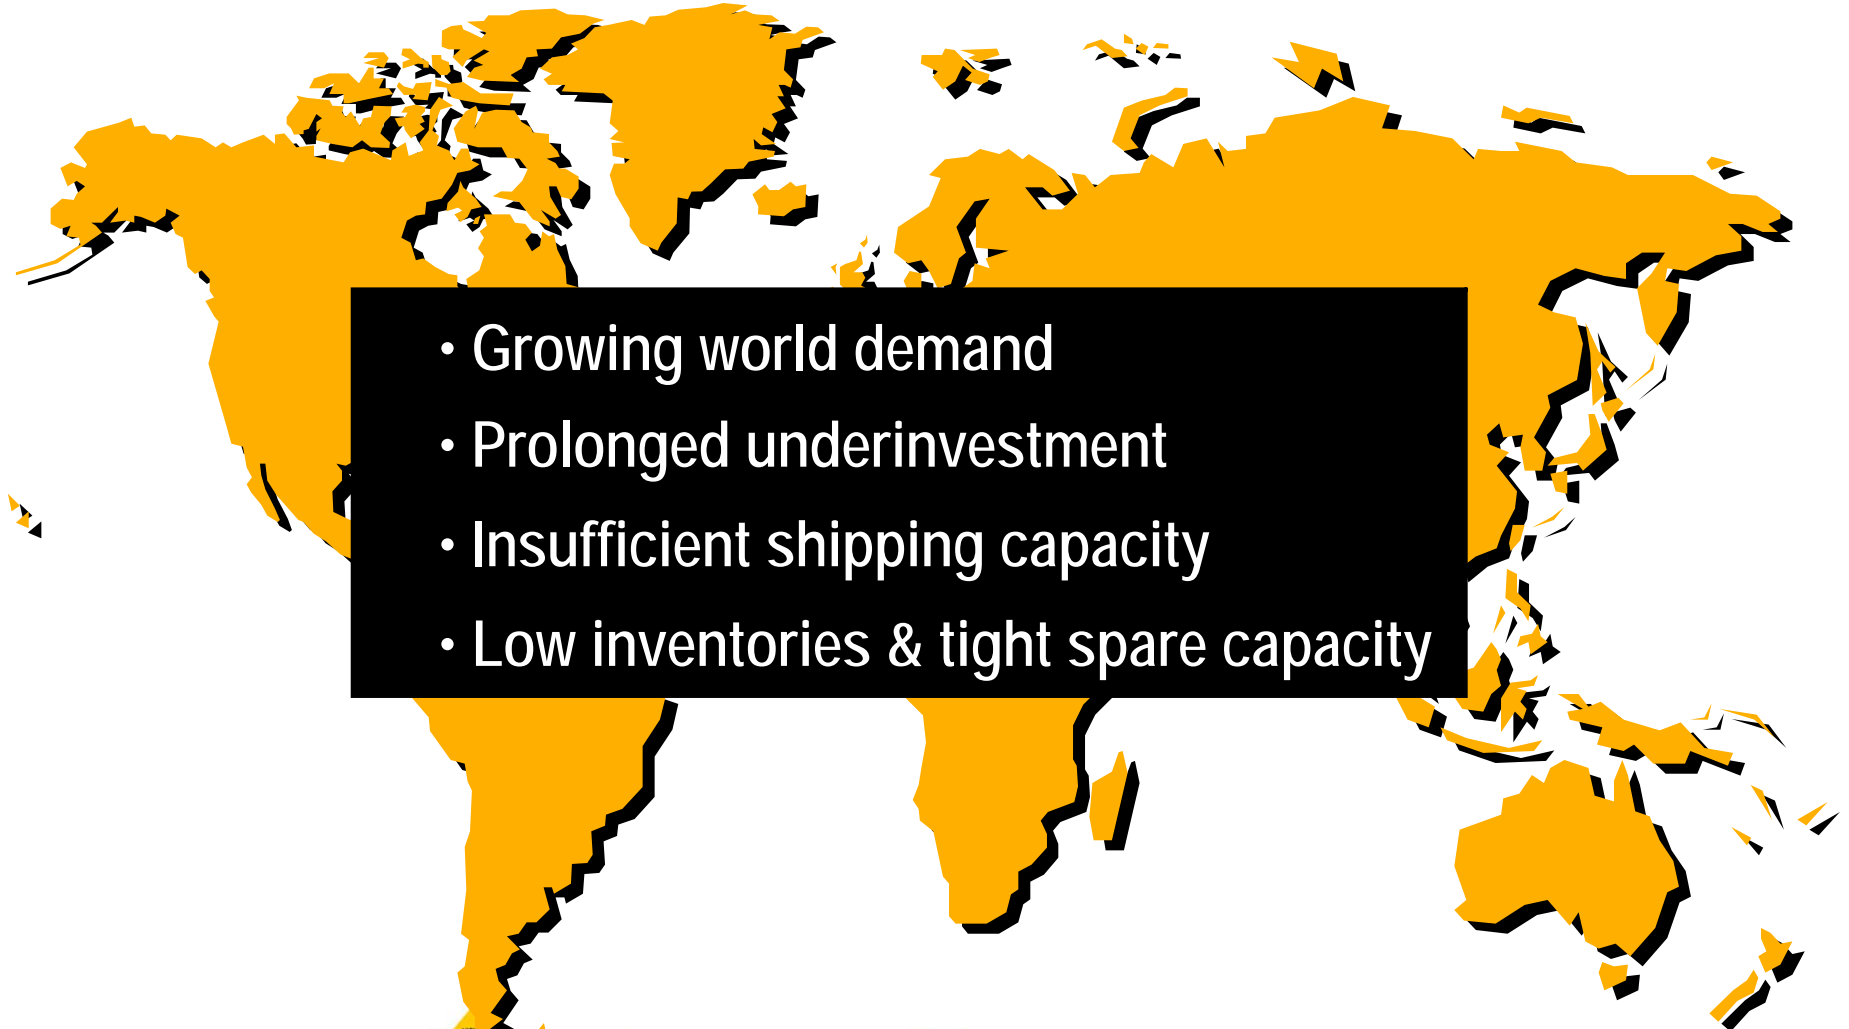 • Growing world demand
• Prolonged underinvestment
• Insufficient shipping capacity
• Low inventories & tight spare capacity